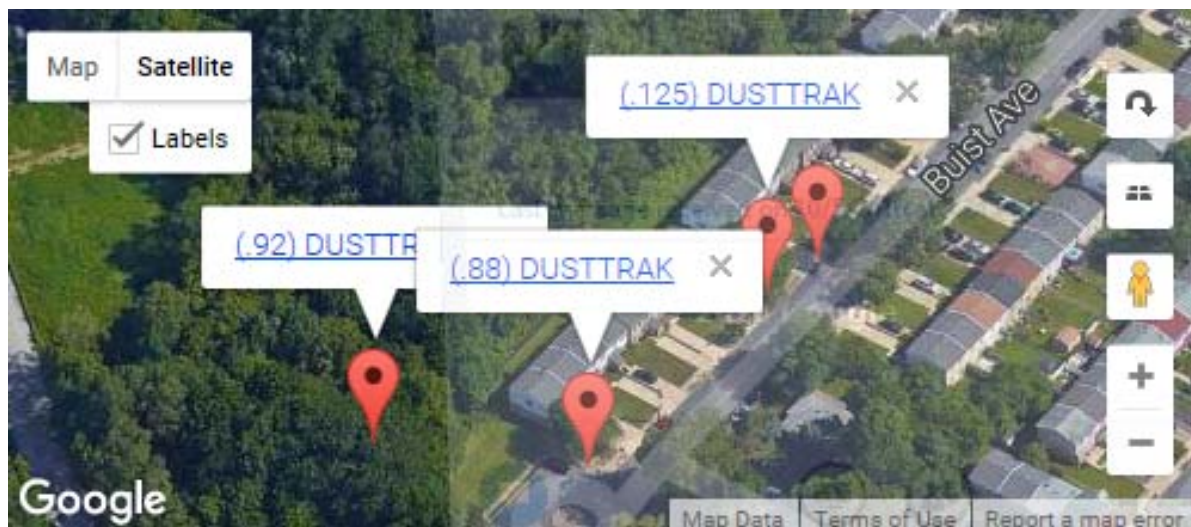 Map Satellite
Labels
(.125) DUSTTRAK
Buist Ave
(.92) DUSTTR
(.88) DUSTTRAK
Google
Map Data Terms of Use Report a map error